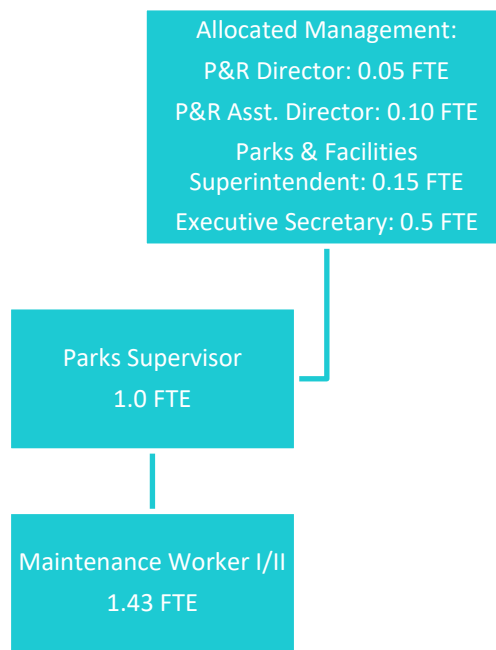 Allocated Management:
P&R Director: 0.05 FTE
P&R Asst. Director: 0.10 FTE
Parks & Facilities
Superintendent: 0.15 FTE
Executive Secretary: 0.5 FTE
Parks Supervisor
1.0 FTE
Maintenance Worker I/II
1.43 FTE